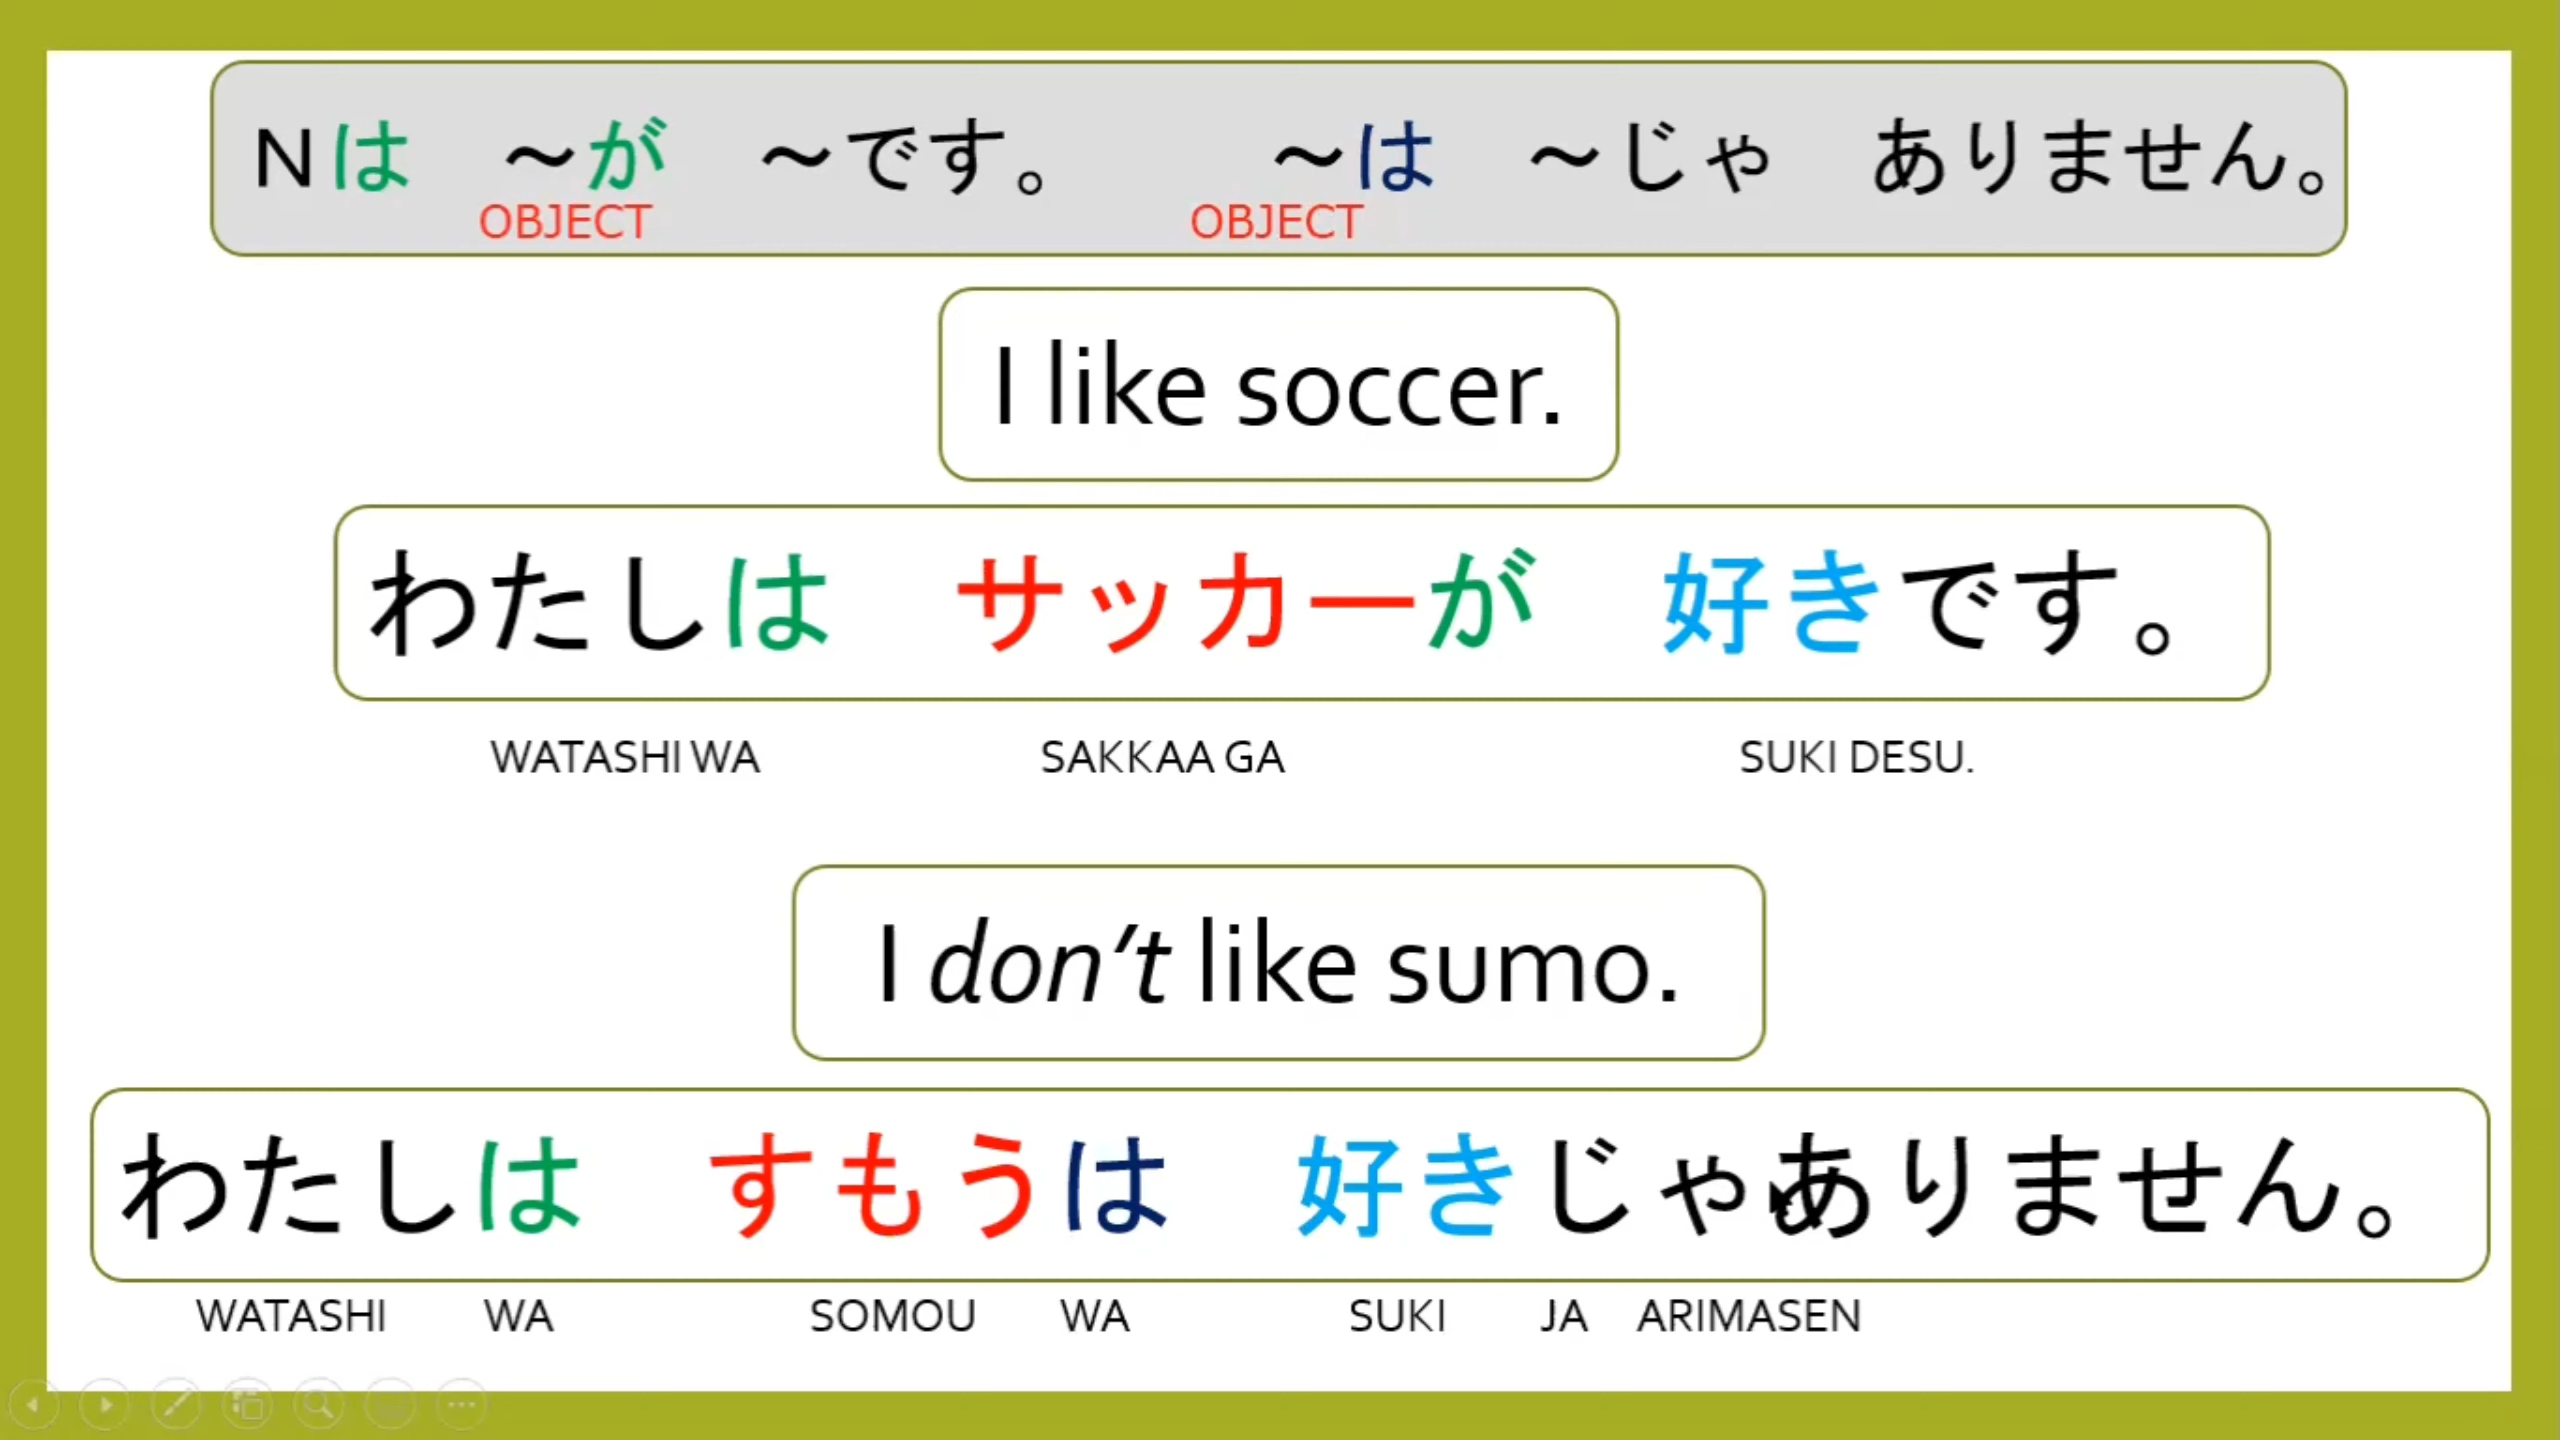 Nは ～が ～です。 ～は ～じゃ ありません。
OBJECT OBJECT
I like soccer.
わたしは サッカーが 好きです。
WATASHI WA SAKKAA GA SUKI DESU.
I don't like sumo.
わたしは すもうは 好きじゃありません。
WATASHI WA SOMOU WA SUKI JA ARIMASEN